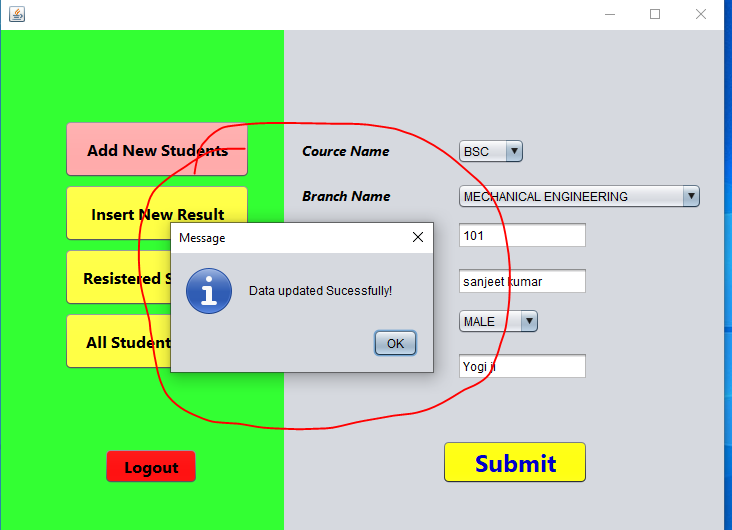 Add New Students
Insert New Result
Resistered S
All Student
Logout
Cource Name
BSC
Branch Name
MECHANICAL ENGINEERING
101
sanjeet kumar
MALE
Yogi ji
Submit
Message
Data updated Sucessfully!
OK